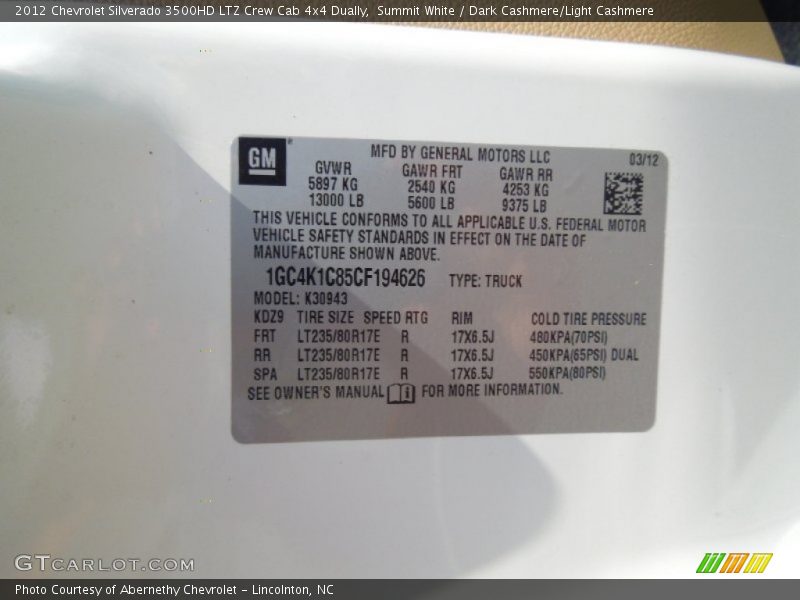 2012 Chevrolet Silverado 3500HD LTZ Crew Cab 4x4 Dually,  Summit White / Dark Cashmere/Light Cashmere
GM
MFD BY GENERAL MOTORS LLC 03/12
GVWR GAWR FRT GAWR RR
5897 KG 2540 KG 4253 KG
13000 LB 5600 LB 9375 LB
THIS VEHICLE CONFORMS TO ALL APPLICABLE U.S. FEDERAL MOTOR
VEHICLE SAFETY STANDARDS IN EFFECT ON THE DATE OF
MANUFACTURE SHOWN ABOVE.
1GC4K1C85CF194626 TYPE: TRUCK
MODEL: K30943
KDZ9 TIRE SIZE SPEED RTG RIM COLD TIRE PRESSURE
FRT LT235/80R17E R 17X6.5J 480KPA(70PSI)
RR LT235/80R17E R 17X6.5J 450KPA(65PSI) DUAL
SPA LT235/80R17E R 17X6.5J 550KPA(80PSI)
SEE OWNER'S MANUAL i FOR MORE INFORMATION.
GTCARLOT.COM
Photo Courtesy of Abernethy Chevrolet - Lincolnton, NC